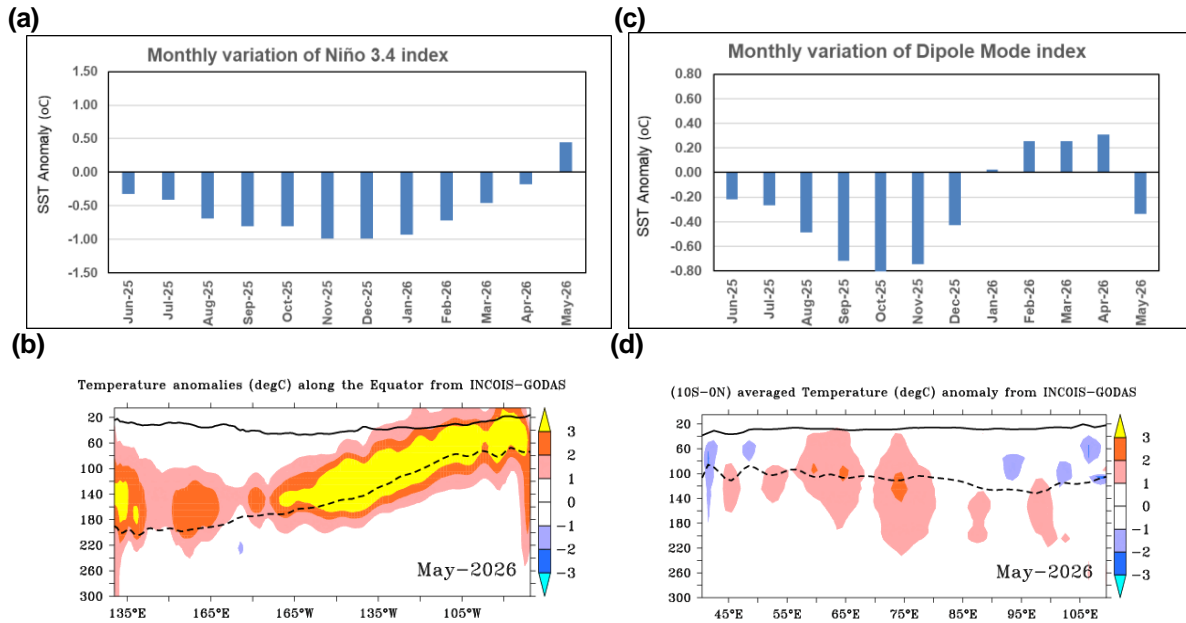 (a)
Monthly variation of Niño 3.4 index
SST Anomaly (oC)
1.50
1.00
0.50
0.00
-0.50
-1.00
-1.50
Jun-25
Jul-25
Aug-25
Sep-25
Oct-25
Nov-25
Dec-25
Jan-26
Feb-26
Mar-26
Apr-26
May-26
(c)
Monthly variation of Dipole Mode index
SST Anomaly (oC)
0.80
0.60
0.40
0.20
0.00
-0.20
-0.40
-0.60
-0.80
Jun-25
Jul-25
Aug-25
Sep-25
Oct-25
Nov-25
Dec-25
Jan-26
Feb-26
Mar-26
Apr-26
May-26
(b)
Temperature anomalies (degC) along the Equator from INCOIS-GODAS
20
60
100
140
180
220
260
300
135°E
165°E
165°W
135°W
105°W
May-2026
3
2
1
0
-1
-2
-3
(d)
(10S-0N) averaged Temperature (degC) anomaly from INCOIS-GODAS
20
60
100
140
180
220
260
300
45°E
55°E
65°E
75°E
85°E
95°E
105°E
May-2026
3
2
1
0
-1
-2
-3